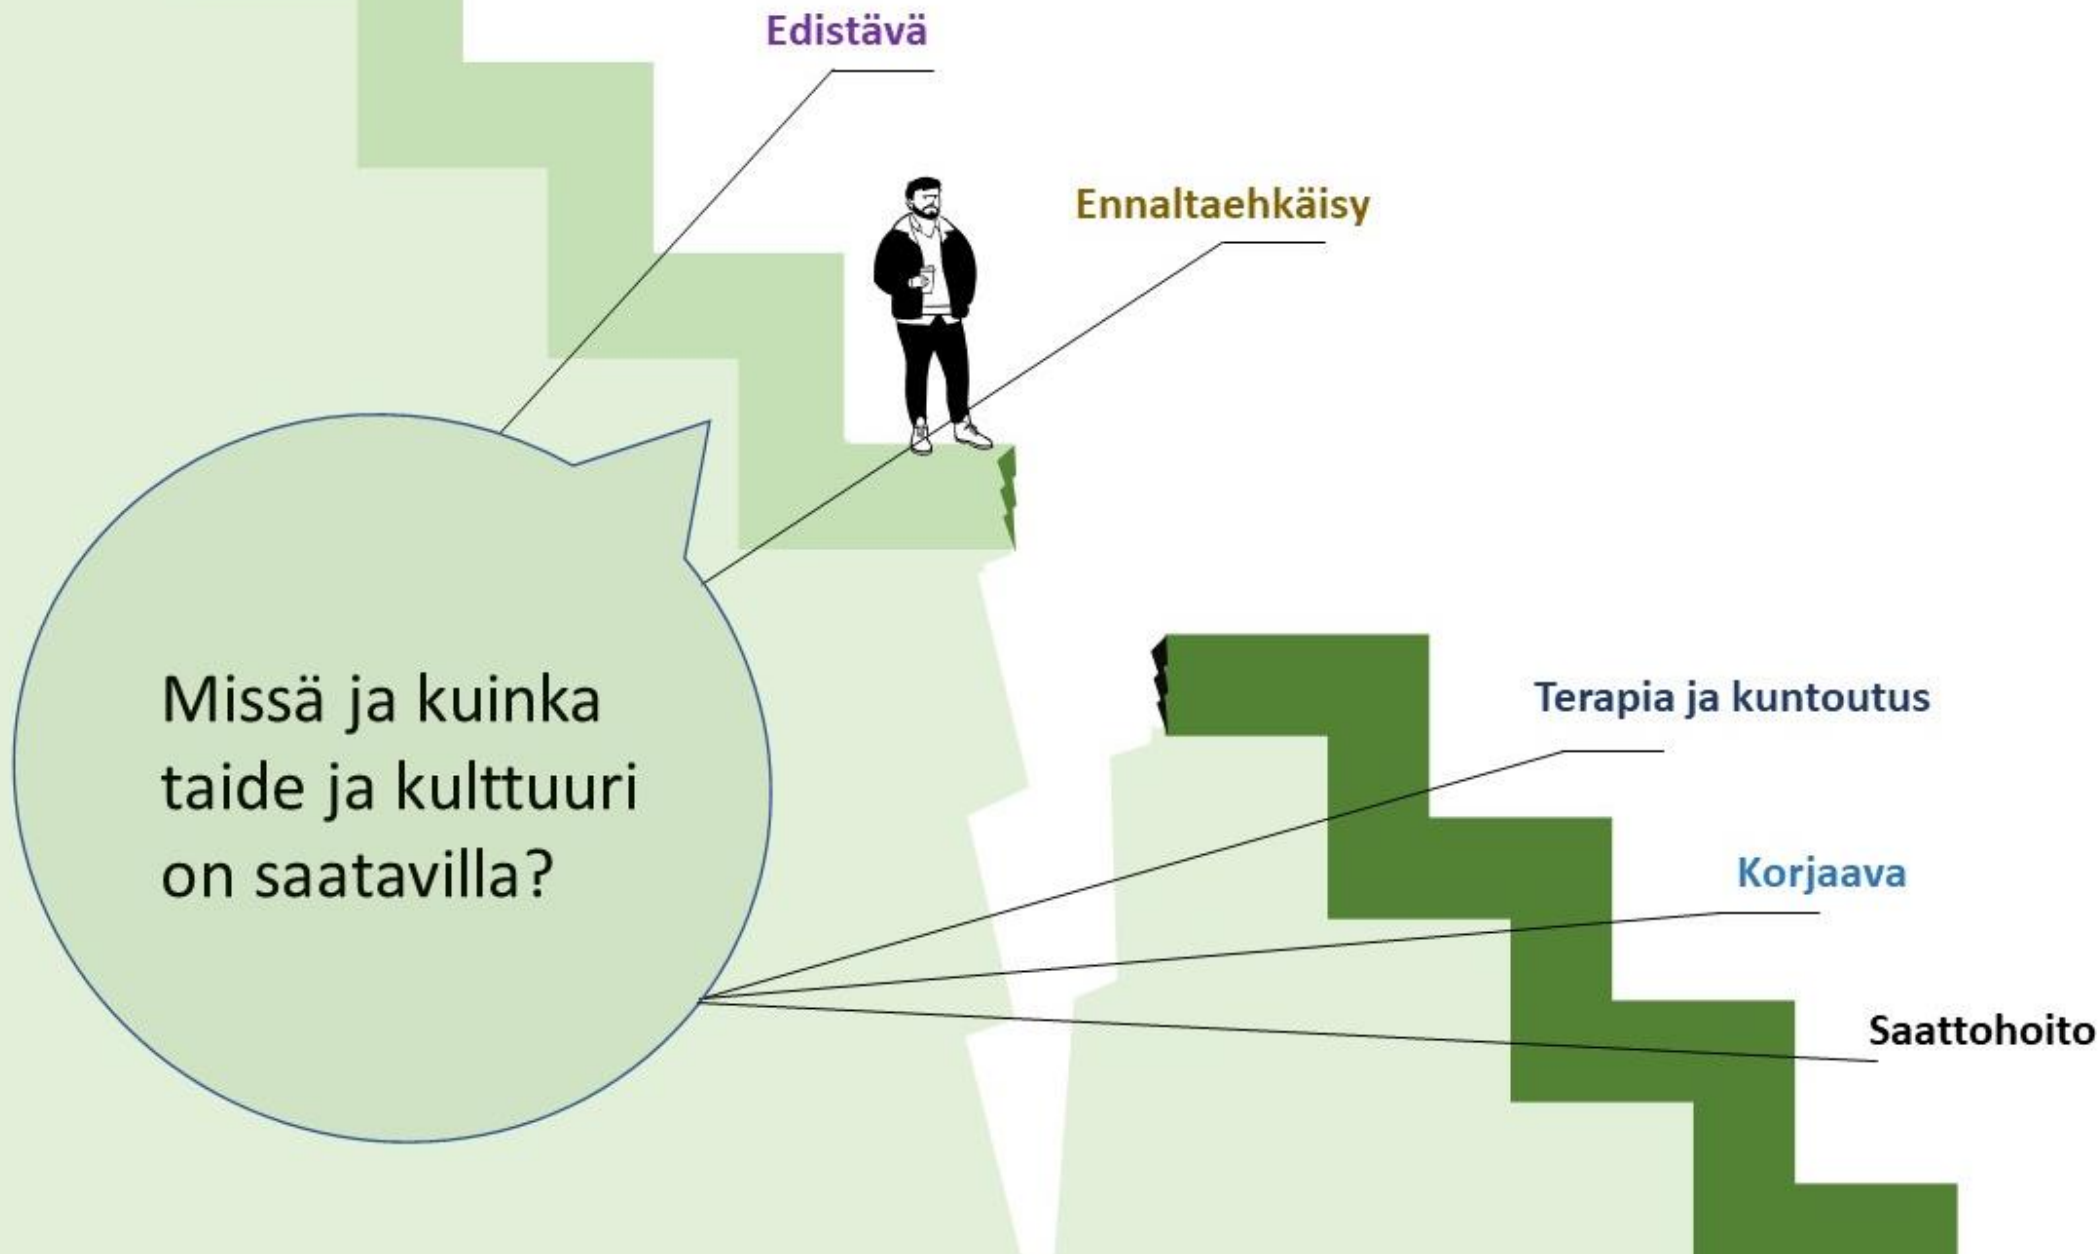 Edistävä
Ennaltaehkäisy
Missä ja kuinka
taide ja kulttuuri
on saatavilla?
Terapia ja kuntoutus
Korjaava
Saattohoito